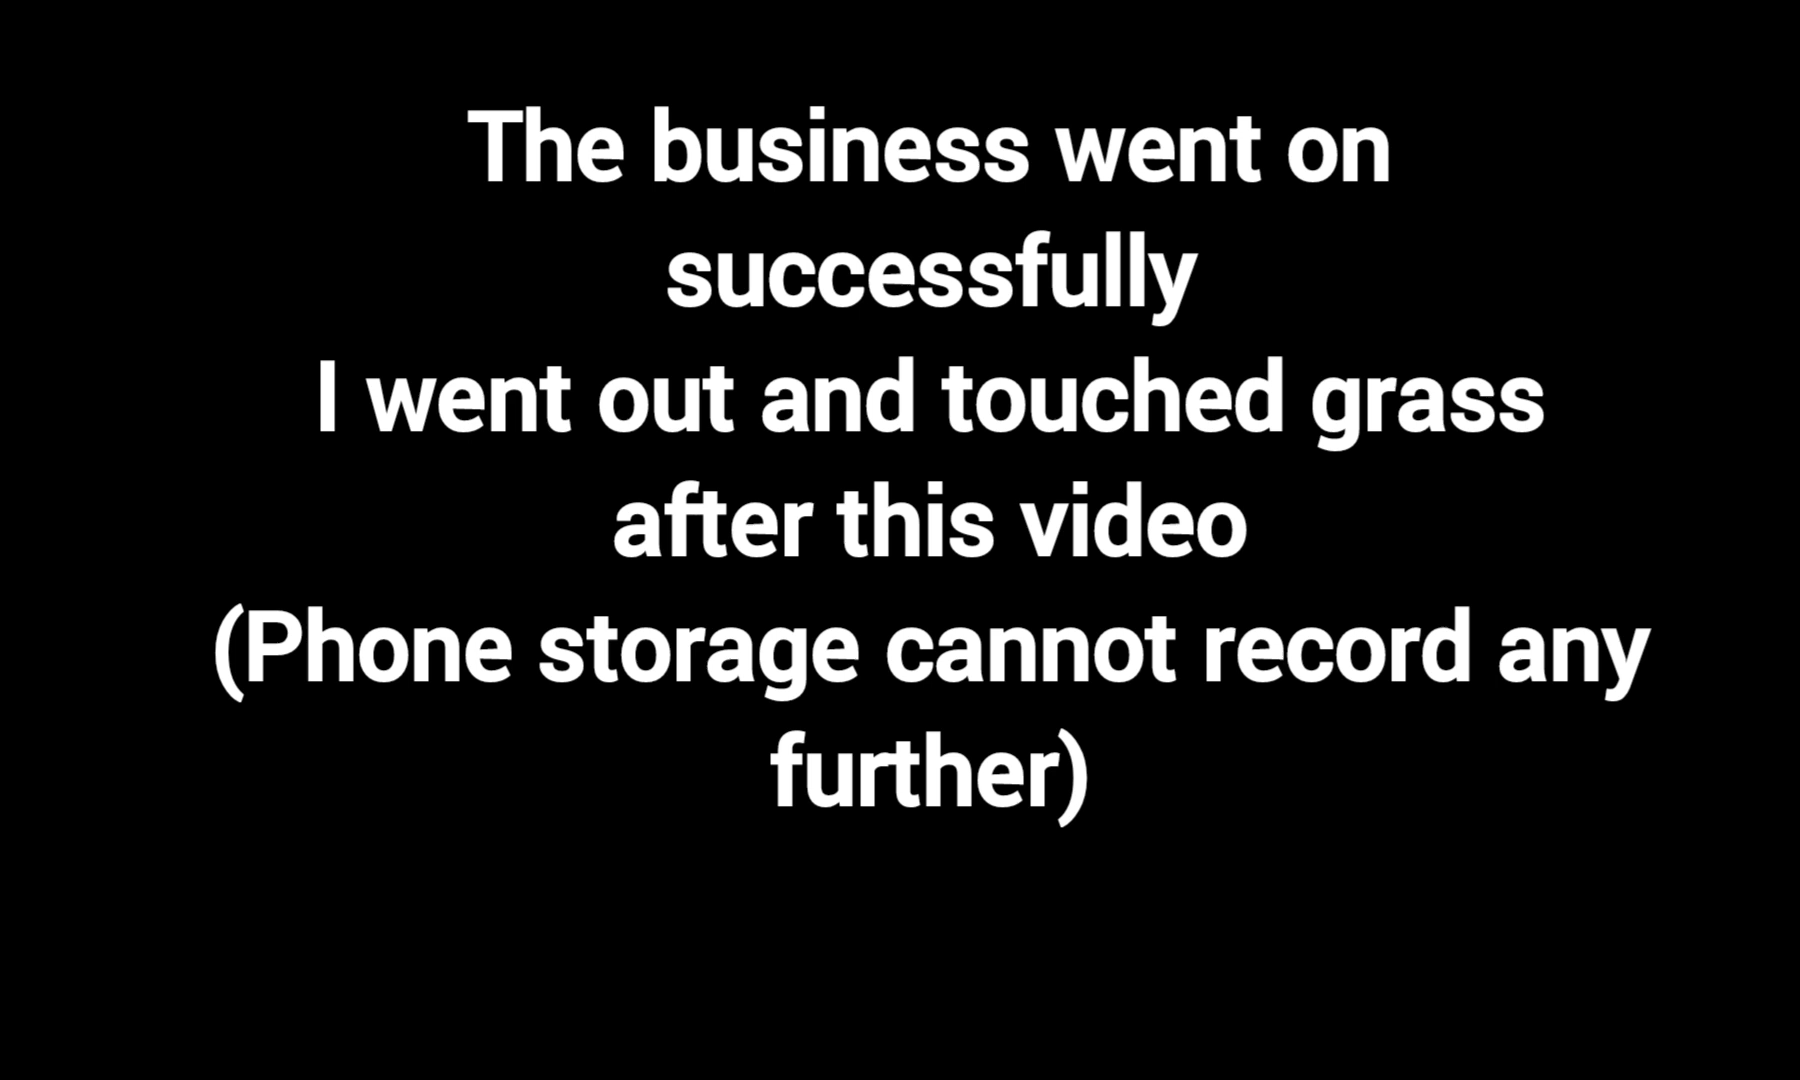 The business went on
successfully
I went out and touched grass
after this video
(Phone storage cannot record any
further)